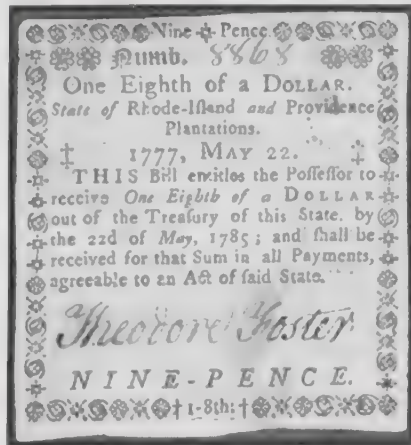 Nine Pence
Numb. 8868
One Eighth of a DOLLAR.
State of Rhode-Iſland and Providence
Plantations.
‡ 1777, MAY 22. ‡
THIS Bill entitles the Poſſeſſor to
receive One Eighth of a DOLLAR
out of the Treaſury of this State. by
the 22d of May, 1785; and ſhall be
received for that Sum in all Payments,
agreeable to an Act of ſaid State.
Theodore Foster
NINE-PENCE.
† 1-8th: †